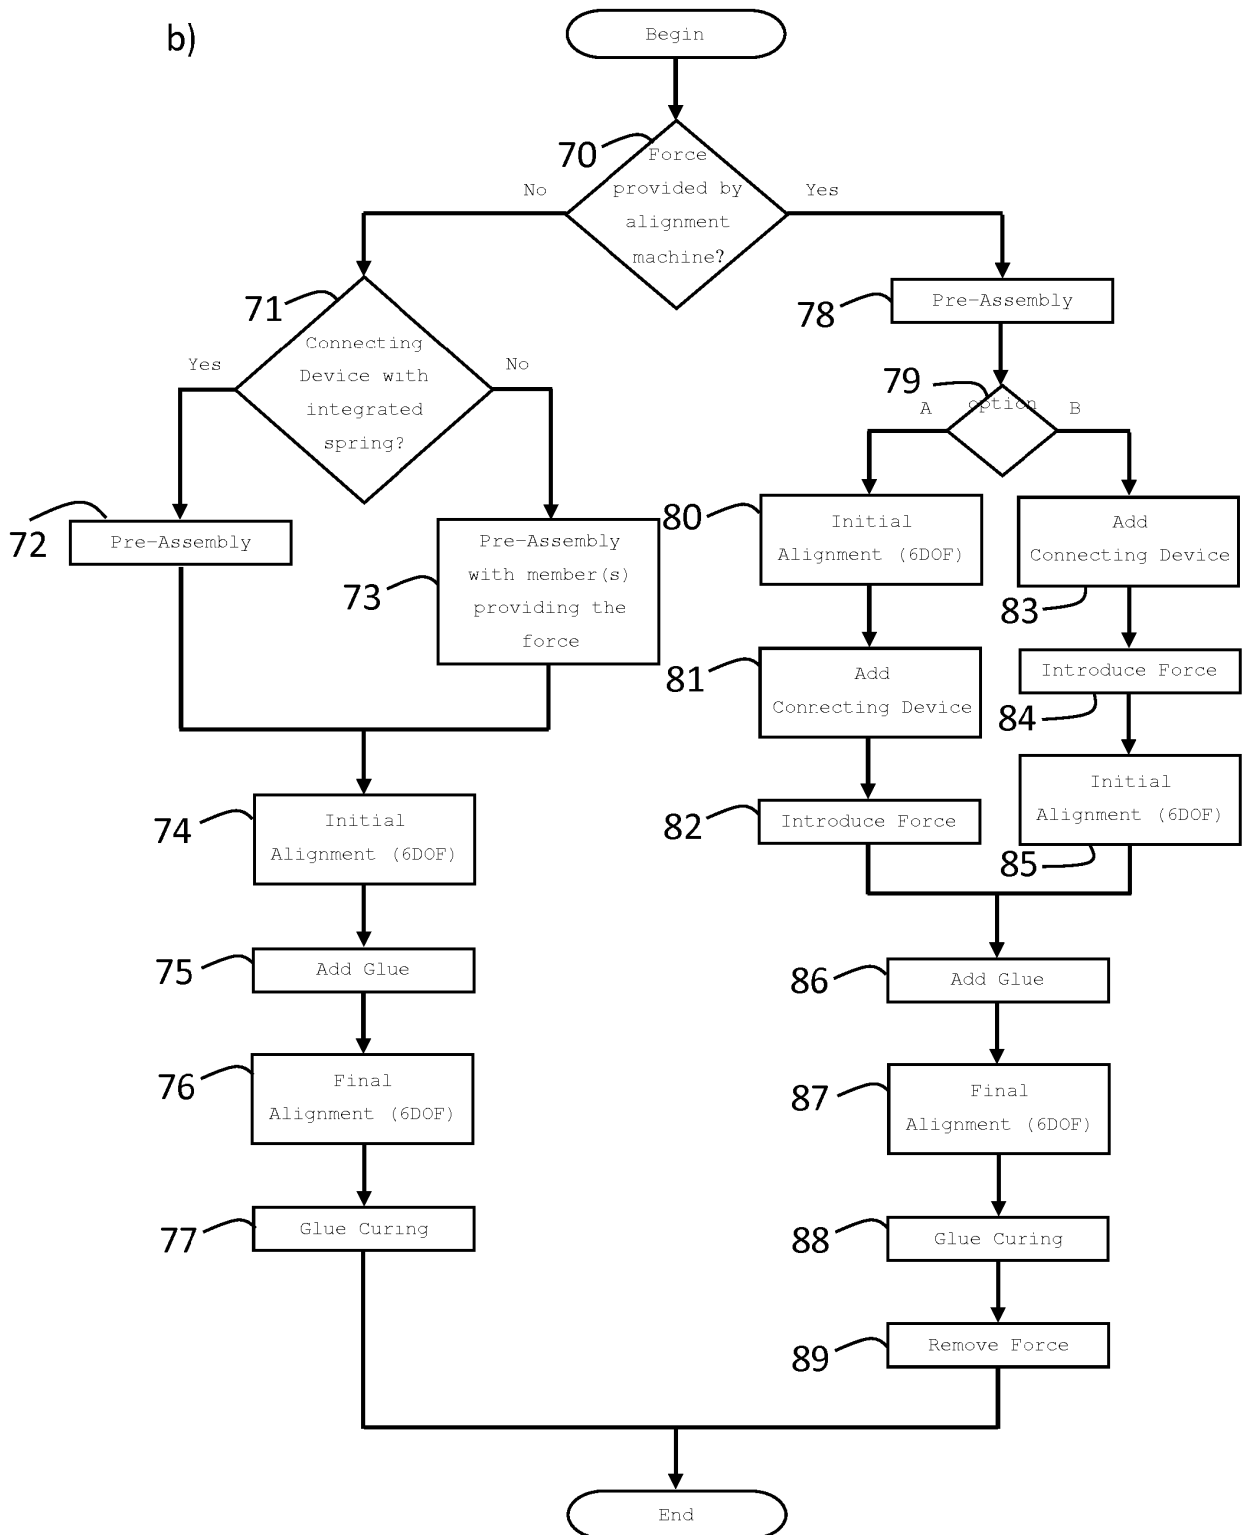 b)
Begin
70
Force
provided by
alignment
machine?
No
Yes
71
Connecting
Device with
integrated
spring?
Yes
No
78
Pre-Assembly
79
option
A
B
72
Pre-Assembly
73
Pre-Assembly
with member(s)
providing the
force
80
Initial
Alignment (6DOF)
Add
Connecting Device
83
81
Add
Connecting Device
Introduce Force
84
82
Introduce Force
Initial
Alignment (6DOF)
85
74
Initial
Alignment (6DOF)
75
Add Glue
76
Final
Alignment (6DOF)
77
Glue Curing
86
Add Glue
87
Final
Alignment (6DOF)
88
Glue Curing
89
Remove Force
End